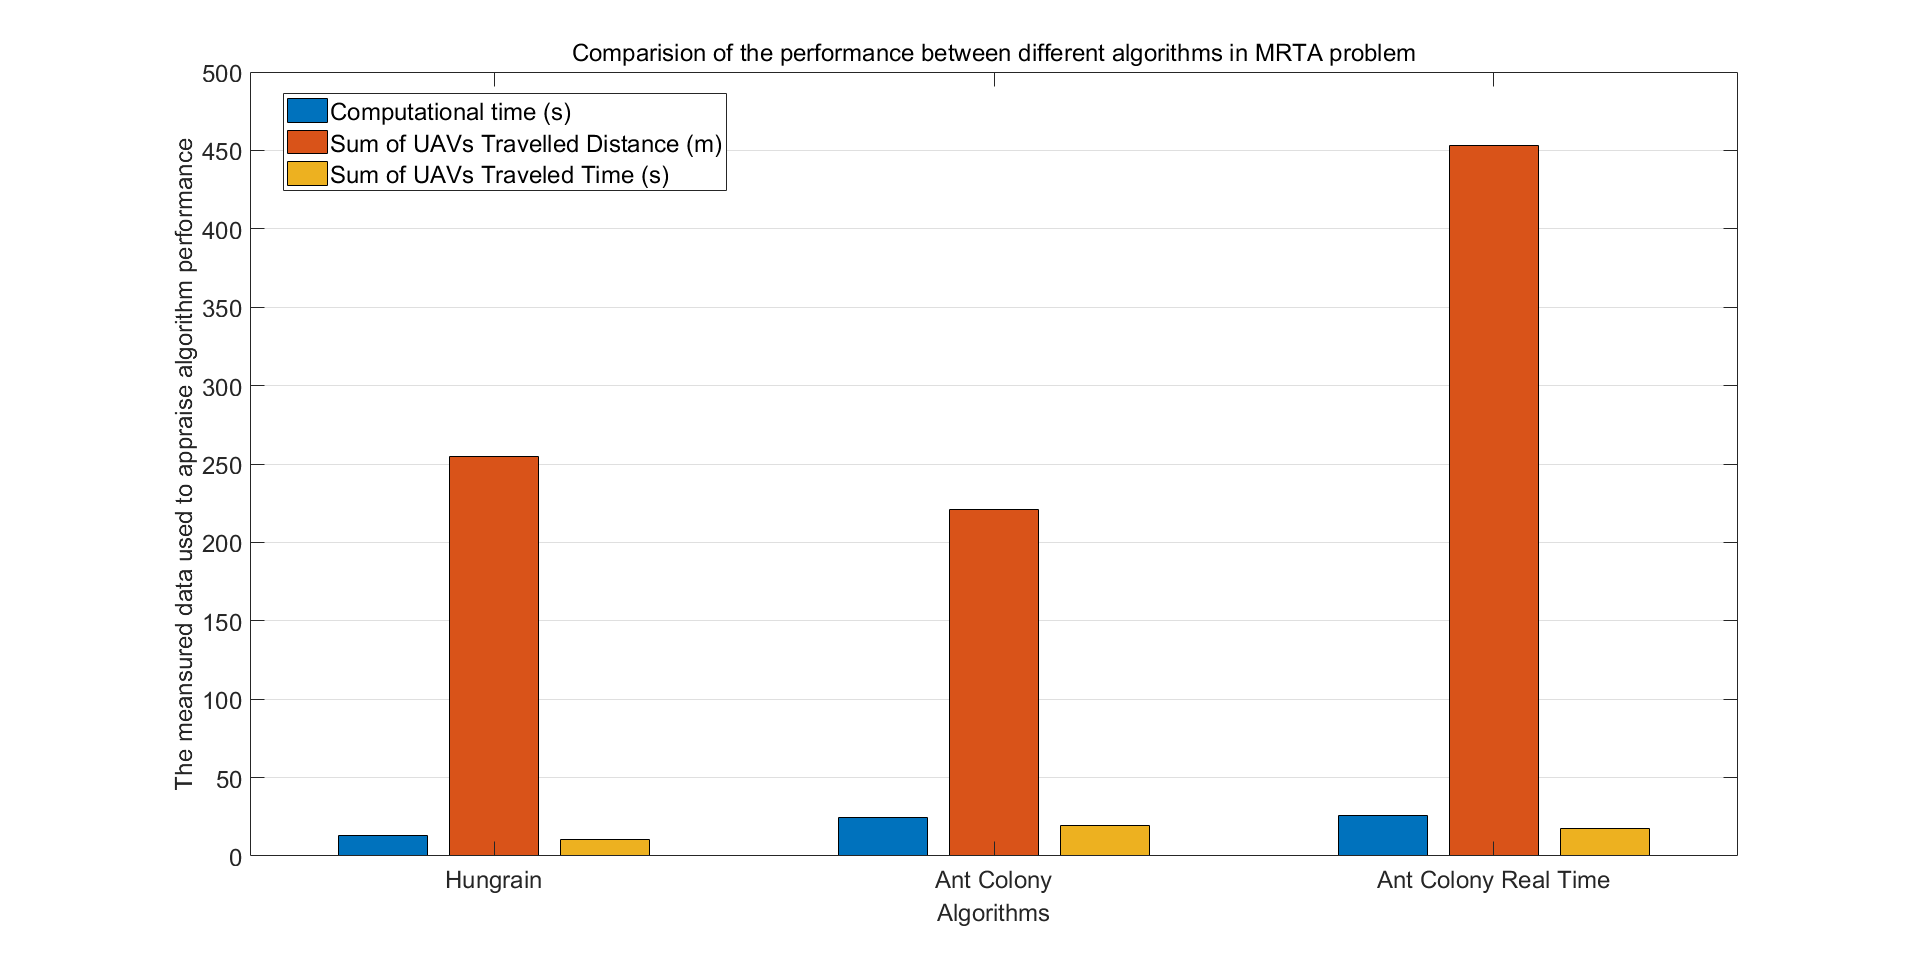 Comparision of the performance between different algorithms in MRTA problem
Computational time (s)
Sum of UAVs Travelled Distance (m)
Sum of UAVs Traveled Time (s)
The meansured data used to appraise algorithm performance
500
450
400
350
300
250
200
150
100
50
0
Hungrain
Ant Colony
Ant Colony Real Time
Algorithms